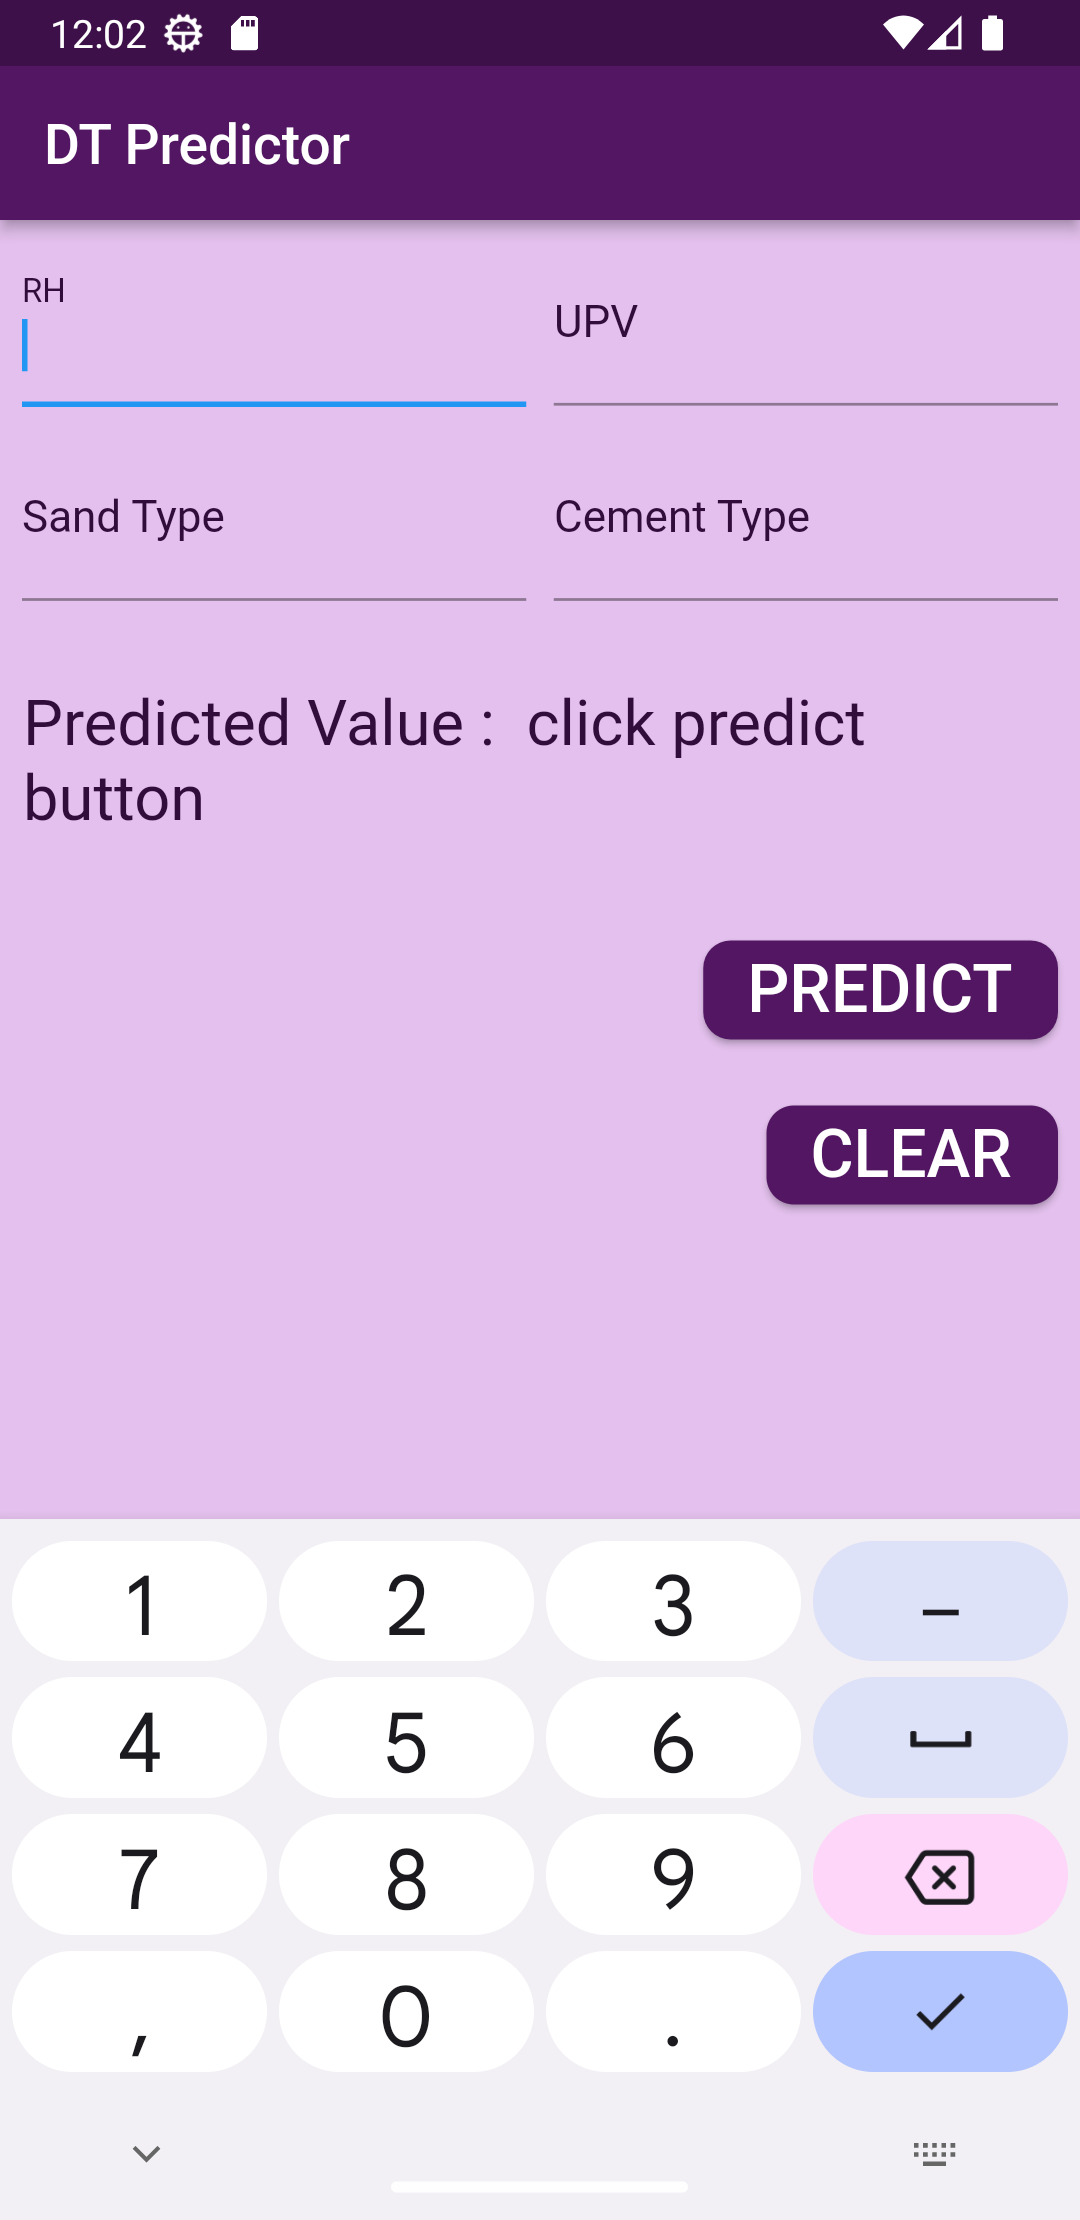 12:02
DT Predictor
RH
UPV
Sand Type
Cement Type
Predicted Value :  click predict
button
PREDICT
CLEAR
1 2 3 –
4 5 6
7 8 9
, 0 .